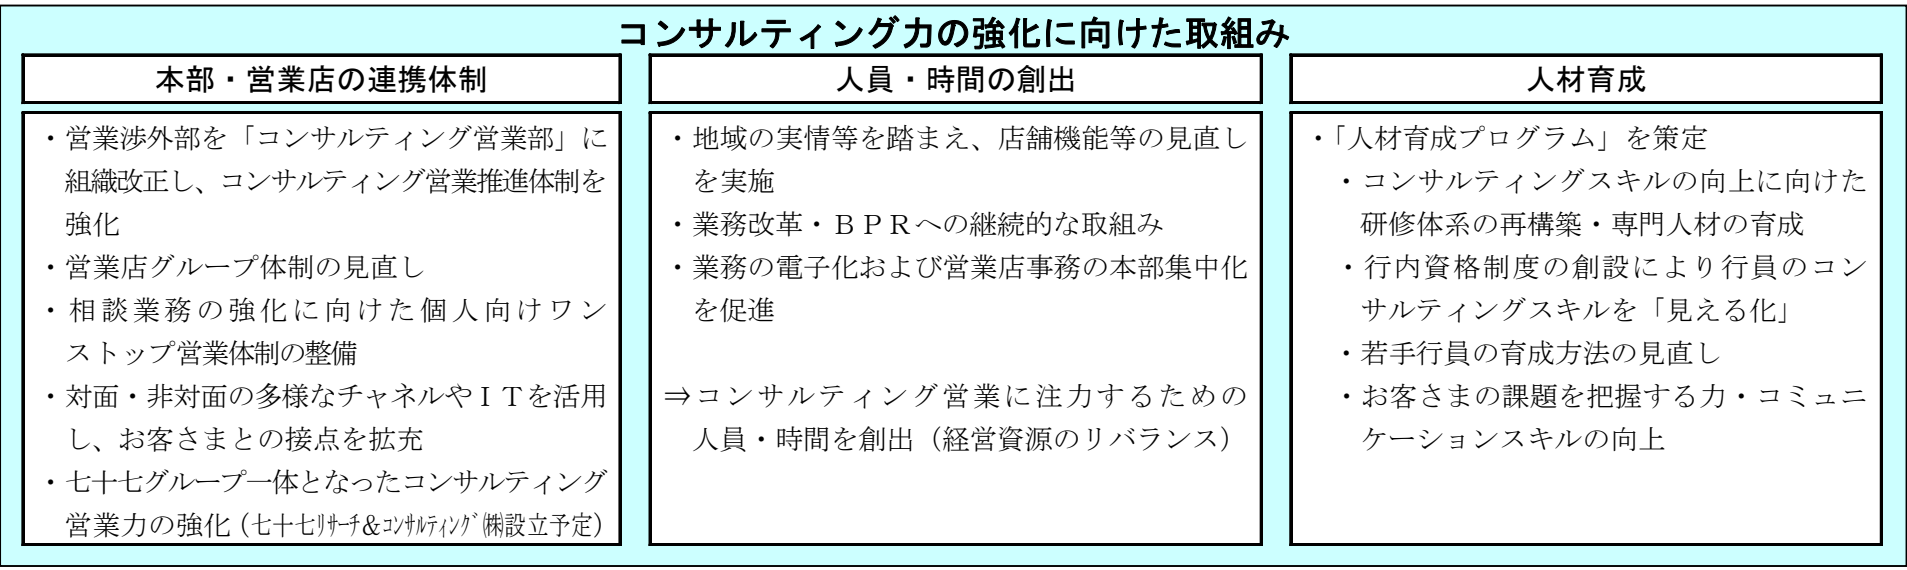 コンサルティング力の強化に向けた取組み
本部・営業店の連携体制
・営業渉外部を「コンサルティング営業部」に
組織改正し、コンサルティング営業推進体制を
強化
・営業店グループ体制の見直し
・相談業務の強化に向けた個人向けワン
ストップ営業体制の整備
・対面・非対面の多様なチャネルやＩＴを活用
し、お客さまとの接点を拡充
・七十七グループ一体となったコンサルティング
営業力の強化（七十七ﾘｻｰﾁ&ｺﾝｻﾙﾃｨﾝｸﾞ㈱設立予定）
人員・時間の創出
・地域の実情等を踏まえ、店舗機能等の見直し
を実施
・業務改革・ＢＰＲへの継続的な取組み
・業務の電子化および営業店事務の本部集中化
を促進
⇒コンサルティング営業に注力するための
人員・時間を創出（経営資源のリバランス）
人材育成
・「人材育成プログラム」を策定
・コンサルティングスキルの向上に向けた
研修体系の再構築・専門人材の育成
・行内資格制度の創設により行員のコン
サルティングスキルを「見える化」
・若手行員の育成方法の見直し
・お客さまの課題を把握する力・コミュニ
ケーションスキルの向上